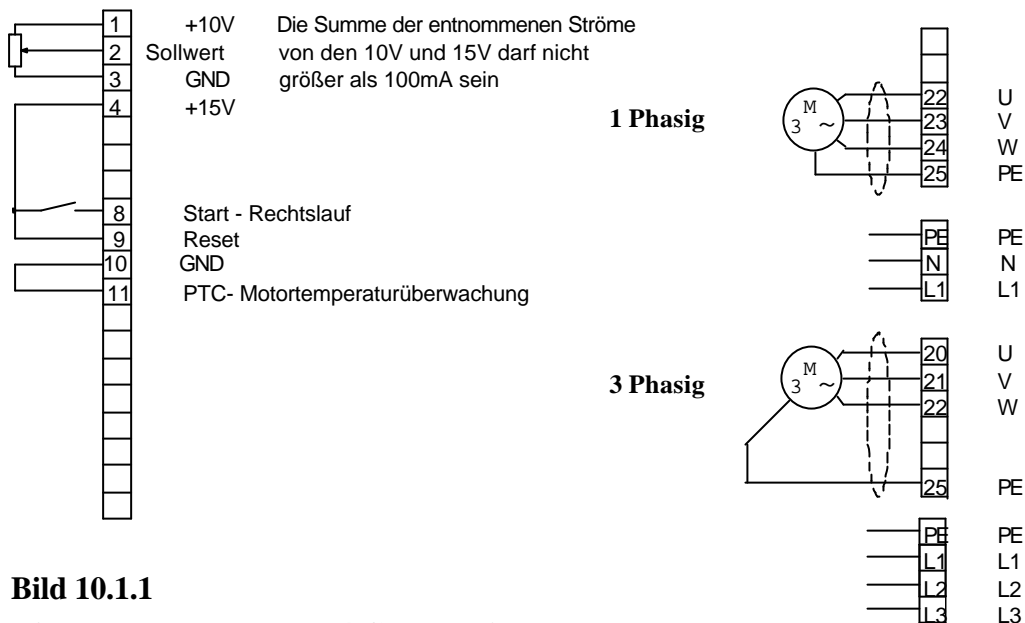 1 +10V Die Summe der entnommenen Ströme
2 Sollwert von den 10V und 15V darf nicht
3 GND größer als 100mA sein
4 +15V
8 Start - Rechtslauf
9 Reset
10 GND
11 PTC- Motortemperaturüberwachung
1 Phasig
M
3 ~
22 U
23 V
24 W
25 PE
PE PE
N N
L1 L1
3 Phasig
M
3 ~
20 U
21 V
22 W
25 PE
PE PE
L1 L1
L2 L2
L3 L3
Bild 10.1.1